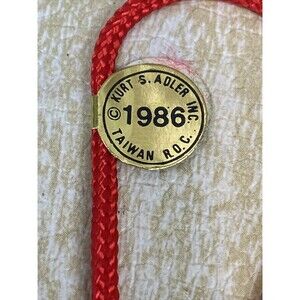 © KURT S. ADLER INC.
1986
TAIWAN R.O.C.